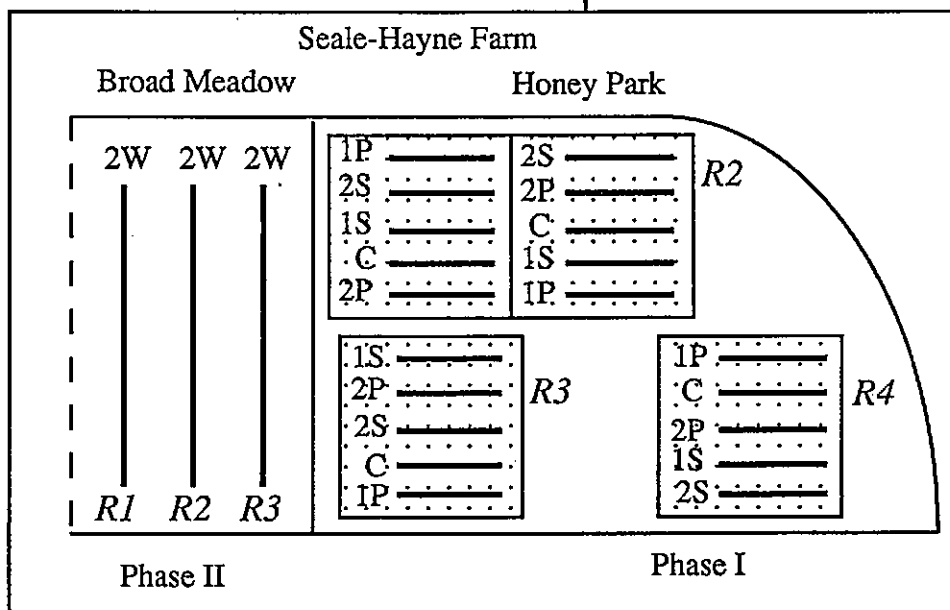 Seale-Hayne Farm
Broad Meadow
Honey Park
2W 2W 2W
R1 R2 R3
1P
2S
1S
C
2P
2S
2P
C
1S
1P
R2
1S
2P
2S
C
1P
R3
1P
C
2P
1S
2S
R4
Phase II
Phase I